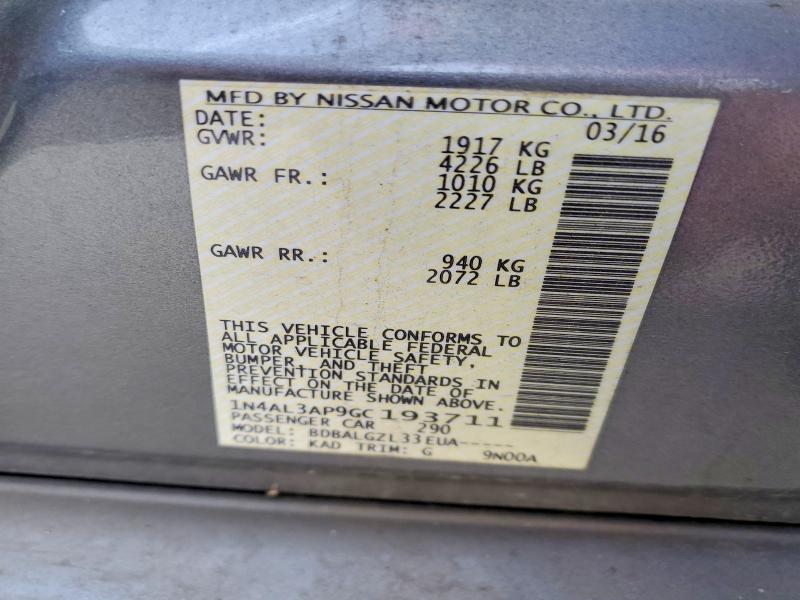 MFD BY NISSAN MOTOR CO., LTD.
DATE: 03/16
GVWR: 1917 KG
4226 LB
GAWR FR.: 1010 KG
2227 LB
GAWR RR.: 940 KG
2072 LB
THIS VEHICLE CONFORMS TO
ALL APPLICABLE FEDERAL
MOTOR VEHICLE SAFETY,
BUMPER, AND THEFT
PREVENTION STANDARDS IN
EFFECT ON THE DATE OF
MANUFACTURE SHOWN ABOVE.
1N4AL3AP9GC193711
PASSENGER CAR 290
MODEL: BDBALGZL33EUA-----
COLOR: KAD TRIM: G 9N00A